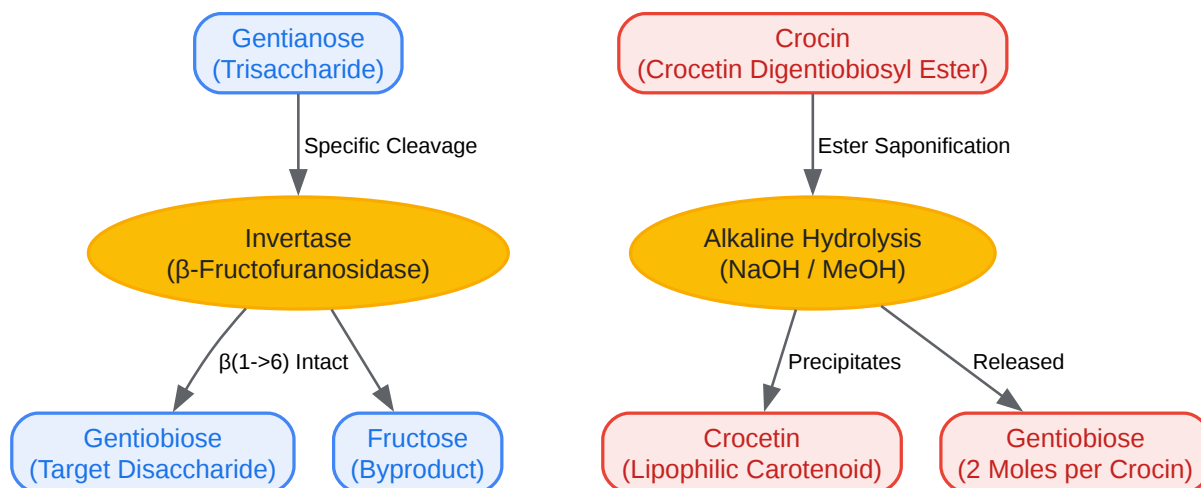 Gentianose
(Trisaccharide)
Crocin
(Crocetin Digentiobiosyl Ester)
Specific Cleavage
Ester Saponification
Invertase
(β-Fructofuranosidase)
Alkaline Hydrolysis
(NaOH / MeOH)
β(1->6) Intact
Precipitates
Released
Gentiobiose
(Target Disaccharide)
Fructose
(Byproduct)
Crocetin
(Lipophilic Carotenoid)
Gentiobiose
(2 Moles per Crocin)